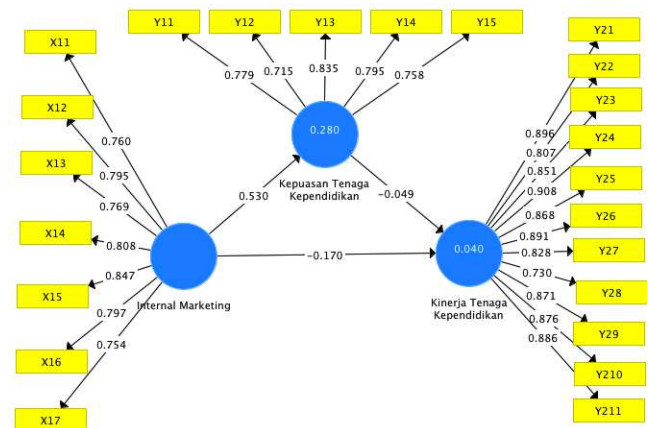 Y11
Y12
Y13
Y14
Y15
0.779
0.715
0.835
0.795
0.758
0.280
Kepuasan Tenaga
Kependidikan
X11
X12
X13
X14
X15
X16
X17
0.760
0.795
0.769
0.808
0.847
0.797
0.754
Internal Marketing
0.530
-0.049
-0.170
0.040
Kinerja Tenaga
Kependidikan
0.896
0.807
0.851
0.908
0.868
0.891
0.828
0.730
0.871
0.876
0.886
Y21
Y22
Y23
Y24
Y25
Y26
Y27
Y28
Y29
Y210
Y211